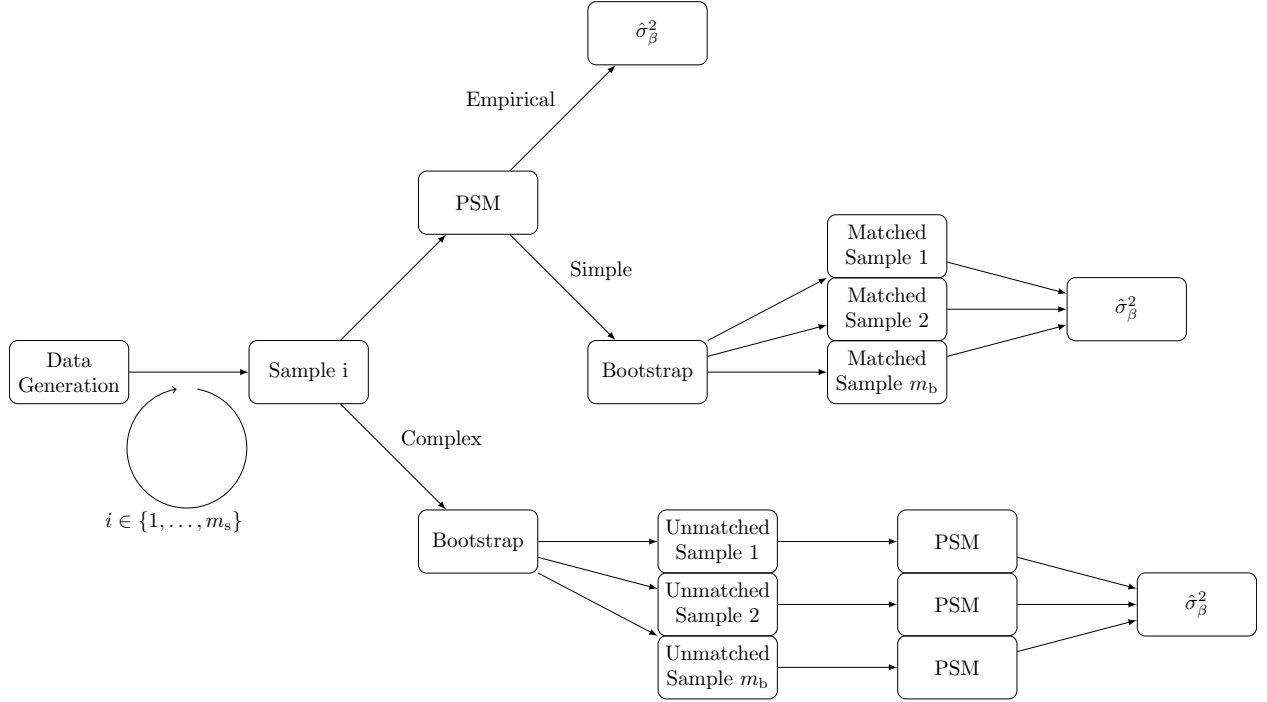 σ̂²_β
Empirical
PSM
Simple
Matched
Sample 1
Matched
Sample 2
σ̂²_β
Data
Generation
Sample i
Bootstrap
Matched
Sample m_b
Complex
i ∈ {1, . . . , m_s}
Bootstrap
Unmatched
Sample 1
PSM
Unmatched
Sample 2
PSM
σ̂²_β
Unmatched
Sample m_b
PSM